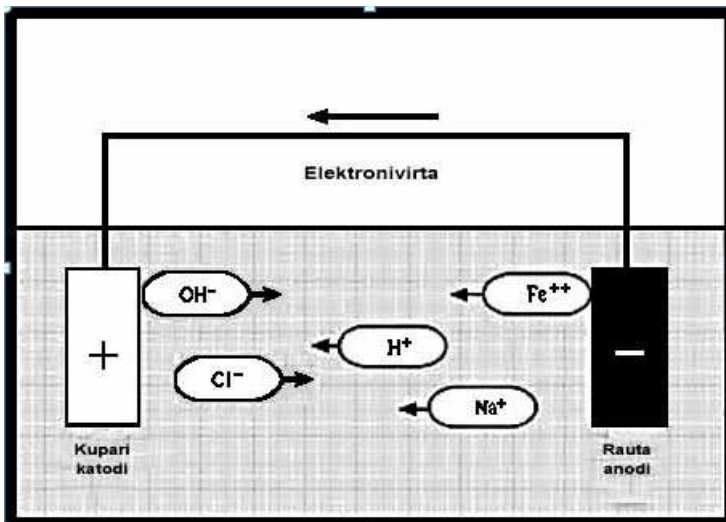 Elektronivirta
OH⁻
Fe⁺⁺
H⁺
+
−
Cl⁻
Na⁺
Kupari
katodi
Rauta
anodi